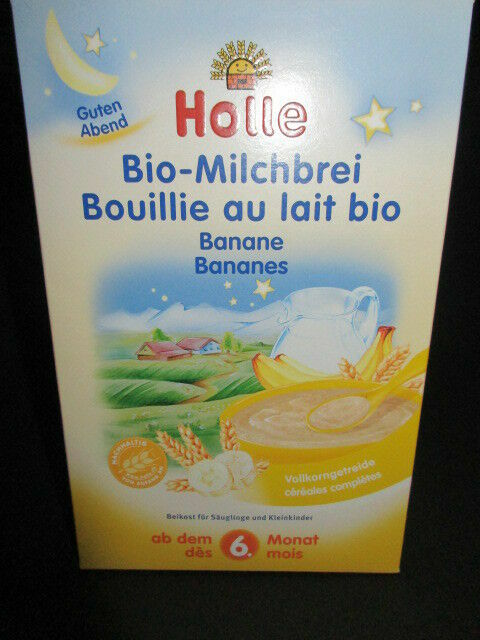 Guten
Abend
Holle
Bio-Milchbrei
Bouillie au lait bio
Banane
Bananes
NACHHALTIG
Vollkorngetreide
céréales complètes
Beikost für Säuglinge und Kleinkinder
ab dem 6. Monat
dès mois